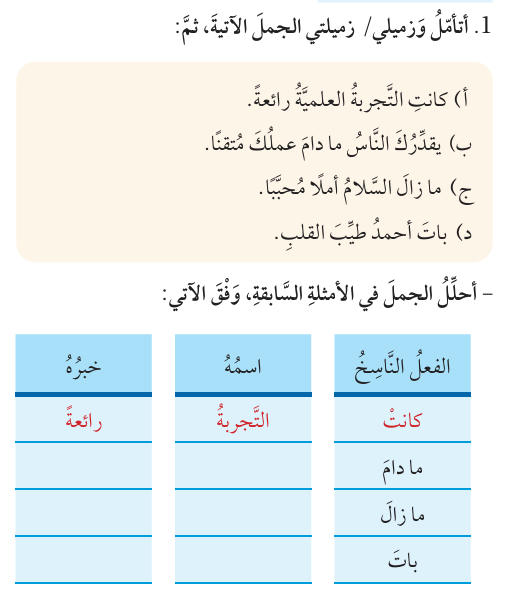 1. أتأمّلُ وَزميلي/ زميلتي الجملَ الآتيةَ، ثمَّ:
أ) كانتِ التَّجربةُ العلميَّةُ رائعةً.
ب) يقدِّرُكَ النَّاسُ ما دامَ عملُكَ مُتقنًا.
ج) ما زالَ السَّلامُ أملًا مُحبَّبًا.
د) باتَ أحمدُ طيِّبَ القلبِ.
– أحلِّلُ الجملَ في الأمثلةِ السَّابقةِ، وَفْقَ الآتي:
الفعلُ النَّاسِخُ اسمُهُ خبرُهُ
كانتْ التَّجربةُ رائعةً
ما دامَ
ما زالَ
باتَ